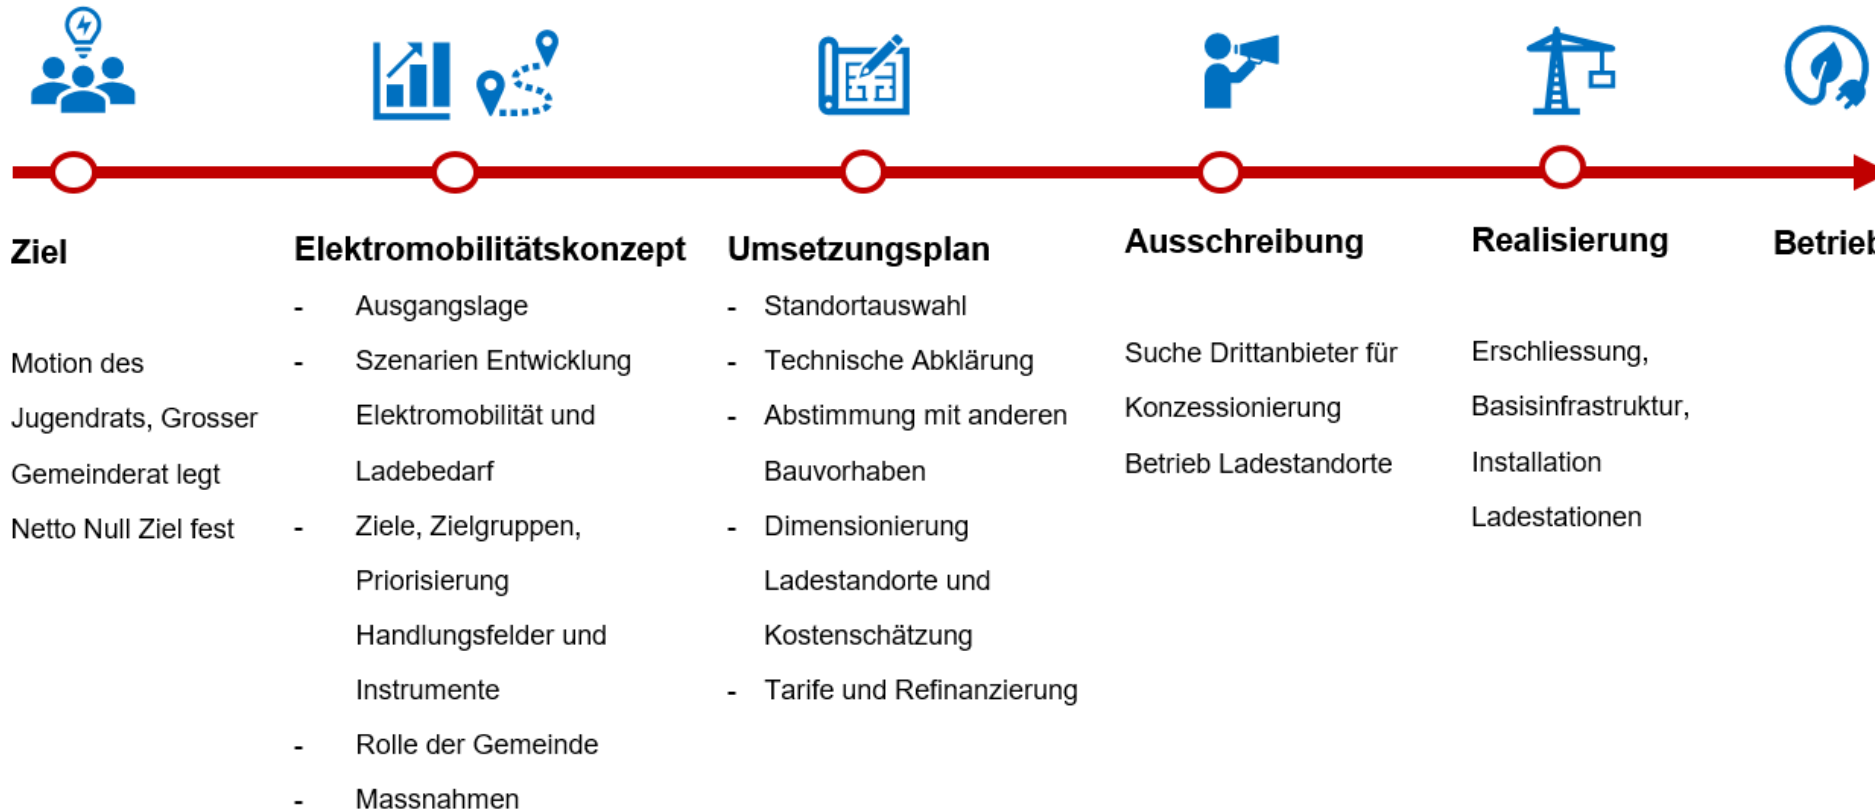 Ziel
Motion des
Jugendrats, Grosser
Gemeinderat legt
Netto Null Ziel fest
Elektromobilitätskonzept
- Ausgangslage
- Szenarien Entwicklung
Elektromobilität und
Ladebedarf
- Ziele, Zielgruppen,
Priorisierung
Handlungsfelder und
Instrumente
- Rolle der Gemeinde
- Massnahmen
Umsetzungsplan
- Standortauswahl
- Technische Abklärung
- Abstimmung mit anderen
Bauvorhaben
- Dimensionierung
Ladestandorte und
Kostenschätzung
- Tarife und Refinanzierung
Ausschreibung
Suche Drittanbieter für
Konzessionierung
Betrieb Ladestandorte
Realisierung
Erschliessung,
Basisinfrastruktur,
Installation
Ladestationen
Betrieb